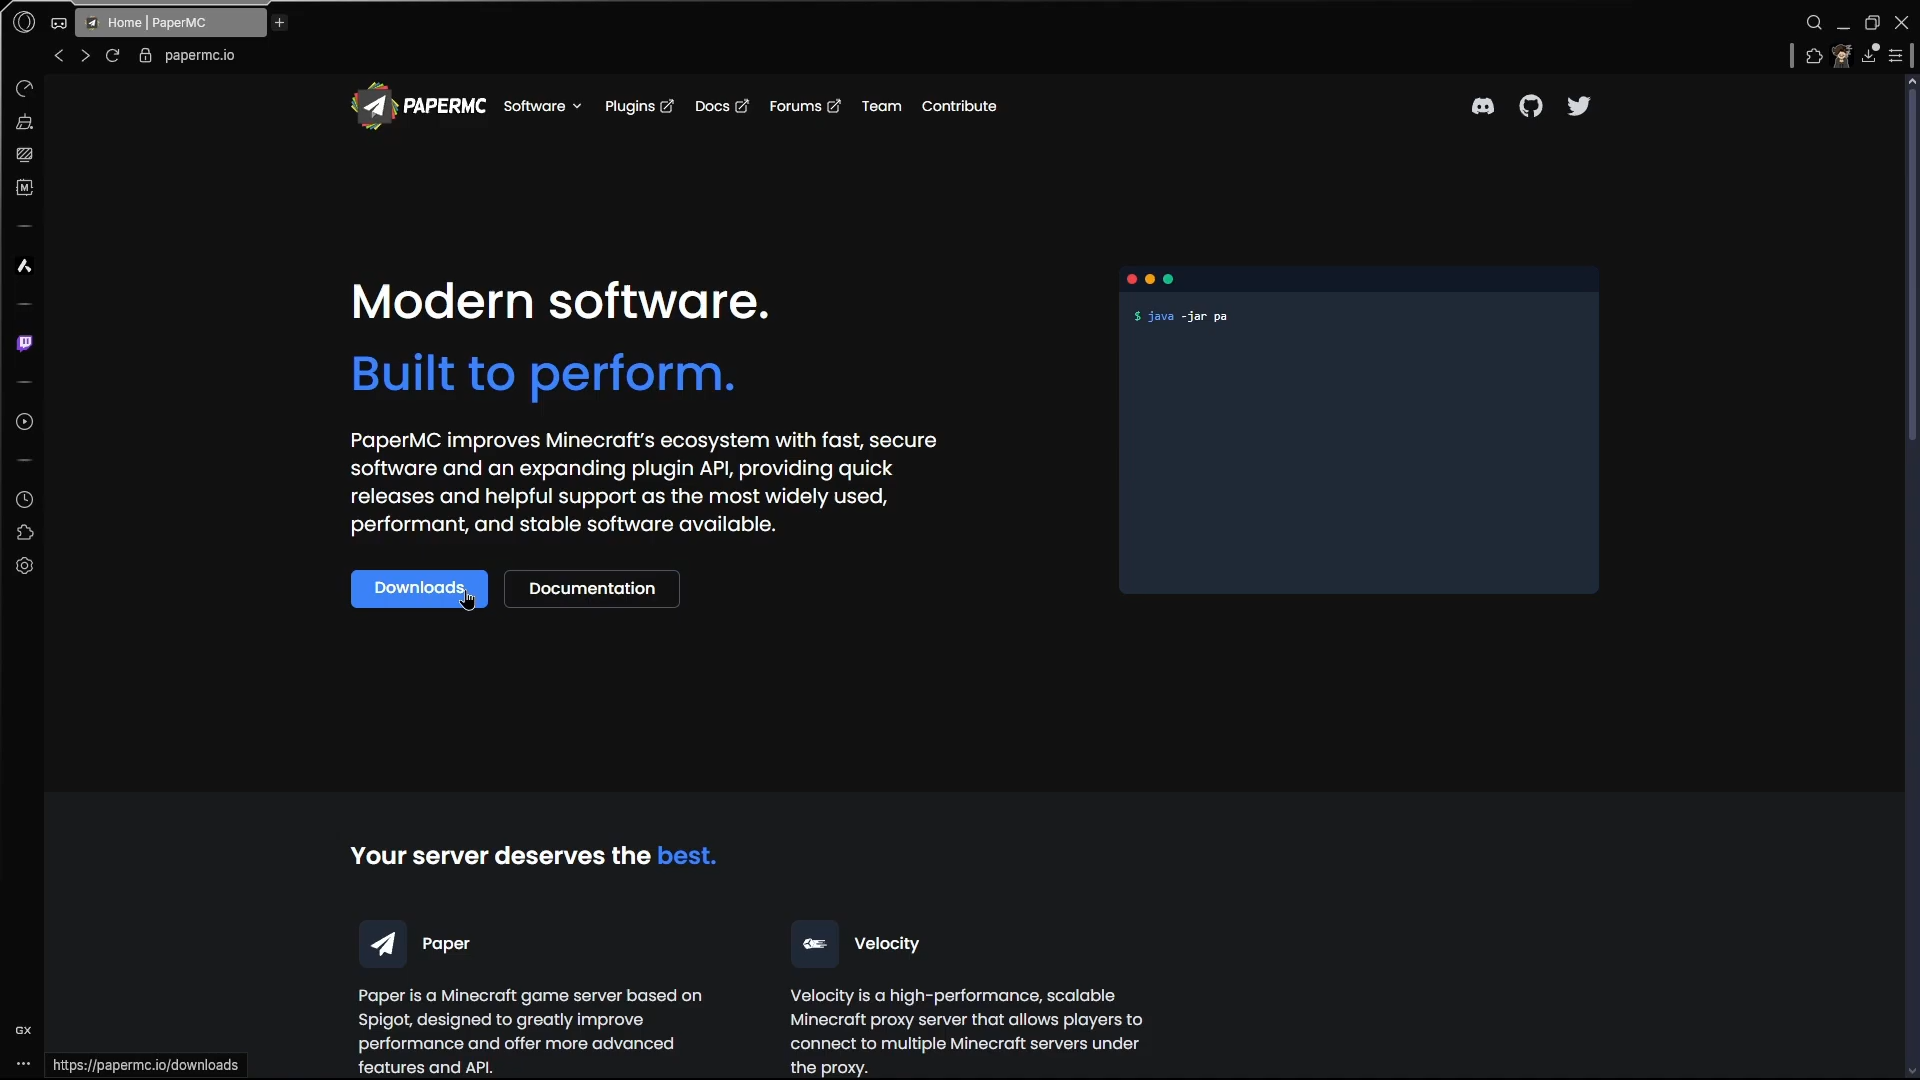 Home | PaperMC
papermc.io
PAPERMC
Software
Plugins
Docs
Forums
Team
Contribute
Modern software.
Built to perform.
PaperMC improves Minecraft's ecosystem with fast, secure
software and an expanding plugin API, providing quick
releases and helpful support as the most widely used,
performant, and stable software available.
Downloads
Documentation
$ java -jar pa
Your server deserves the best.
Paper
Paper is a Minecraft game server based on
Spigot, designed to greatly improve
performance and offer more advanced
features and API.
Velocity
Velocity is a high-performance, scalable
Minecraft proxy server that allows players to
connect to multiple Minecraft servers under
the proxy.
M
GX
https://papermc.io/downloads